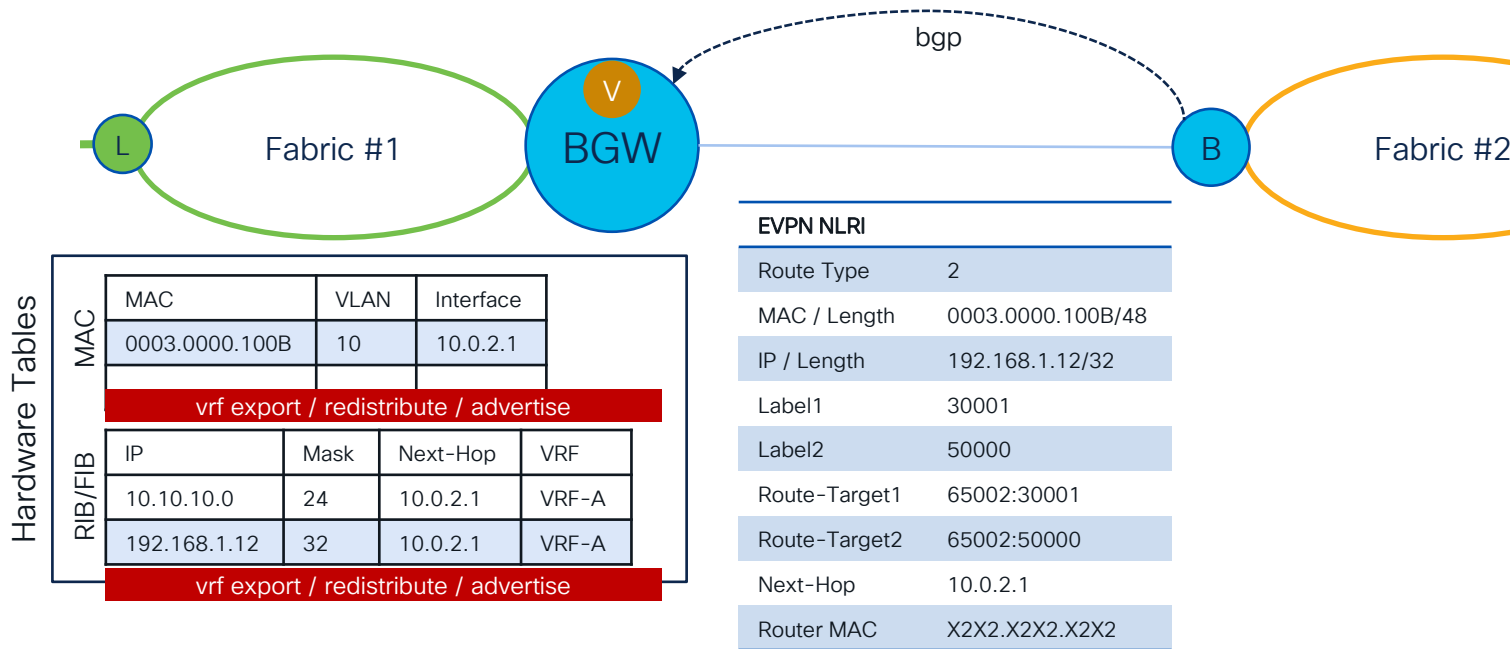 bgp
V
L
Fabric #1
BGW
B
Fabric #2
Hardware Tables
MAC
MAC VLAN Interface
0003.0000.100B 10 10.0.2.1
vrf export / redistribute / advertise
RIB/FIB
IP Mask Next-Hop VRF
10.10.10.0 24 10.0.2.1 VRF-A
192.168.1.12 32 10.0.2.1 VRF-A
vrf export / redistribute / advertise
EVPN NLRI
Route Type 2
MAC / Length 0003.0000.100B/48
IP / Length 192.168.1.12/32
Label1 30001
Label2 50000
Route-Target1 65002:30001
Route-Target2 65002:50000
Next-Hop 10.0.2.1
Router MAC X2X2.X2X2.X2X2